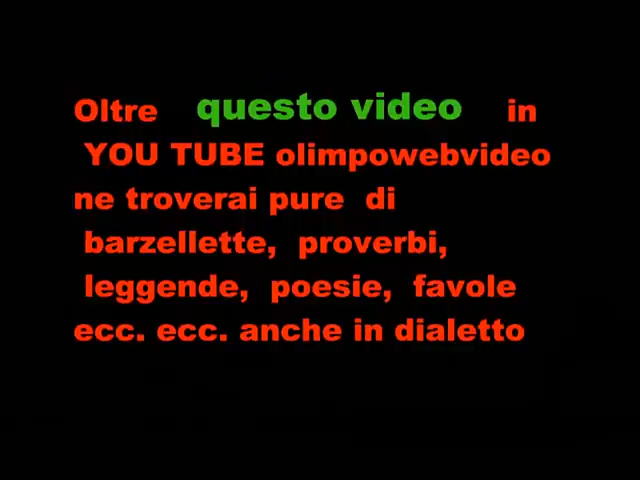 Oltre questo video in
YOU TUBE olimpowebvideo
ne troverai pure di
barzellette, proverbi,
leggende, poesie, favole
ecc. ecc. anche in dialetto